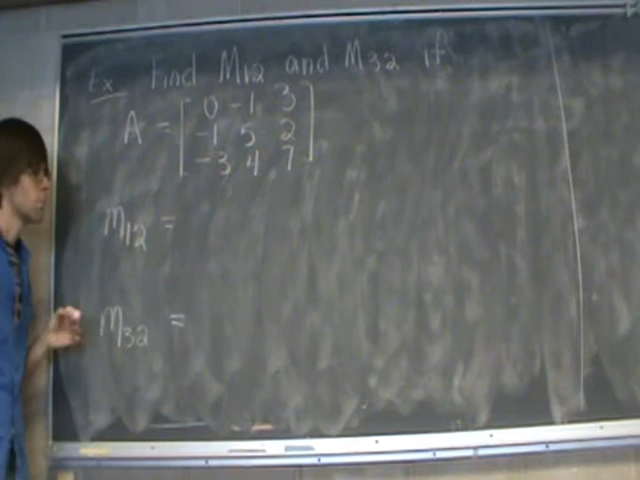 Ex Find M12 and M32 if
A = [ 0 -1 3
-1 5 2
-3 4 7 ]
M12 =
M32 =